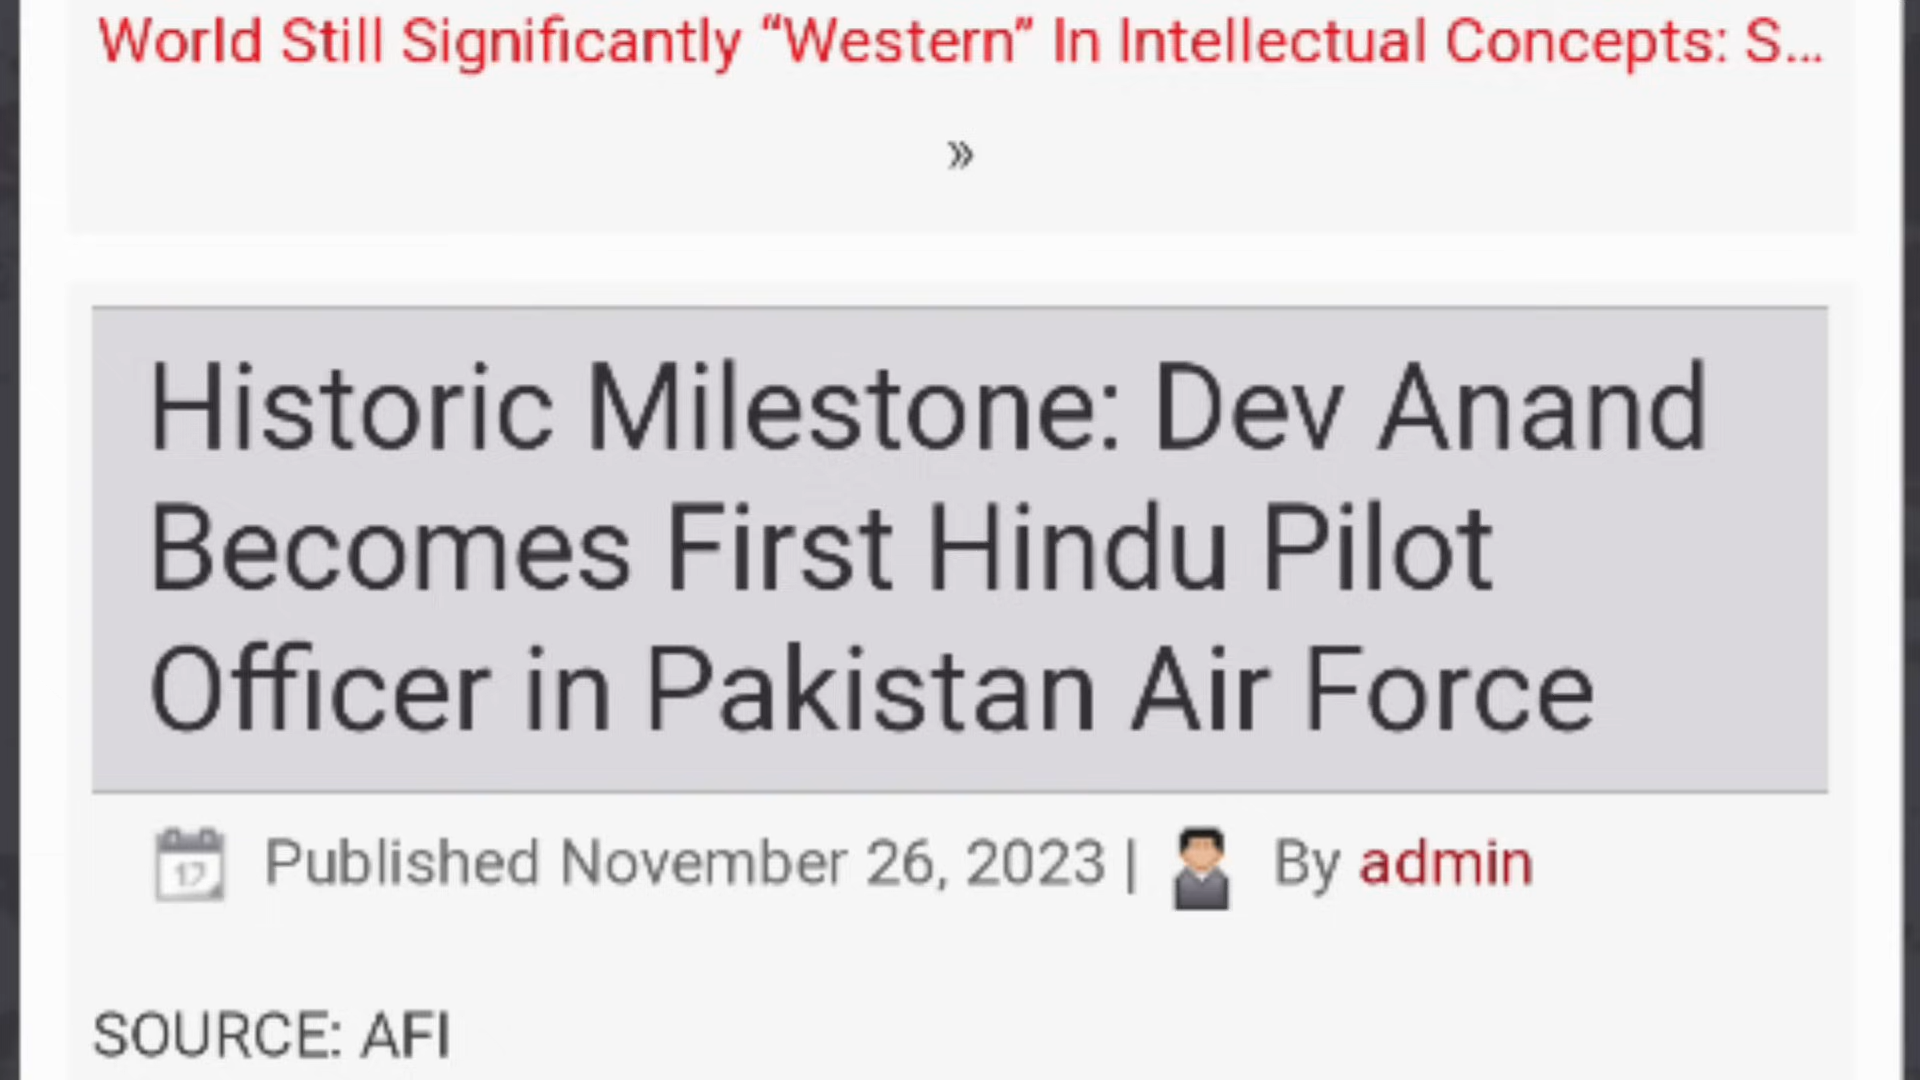 World Still Significantly “Western” In Intellectual Concepts: S...
»
Historic Milestone: Dev Anand
Becomes First Hindu Pilot
Officer in Pakistan Air Force
17 Published November 26, 2023 | By admin
SOURCE: AFI